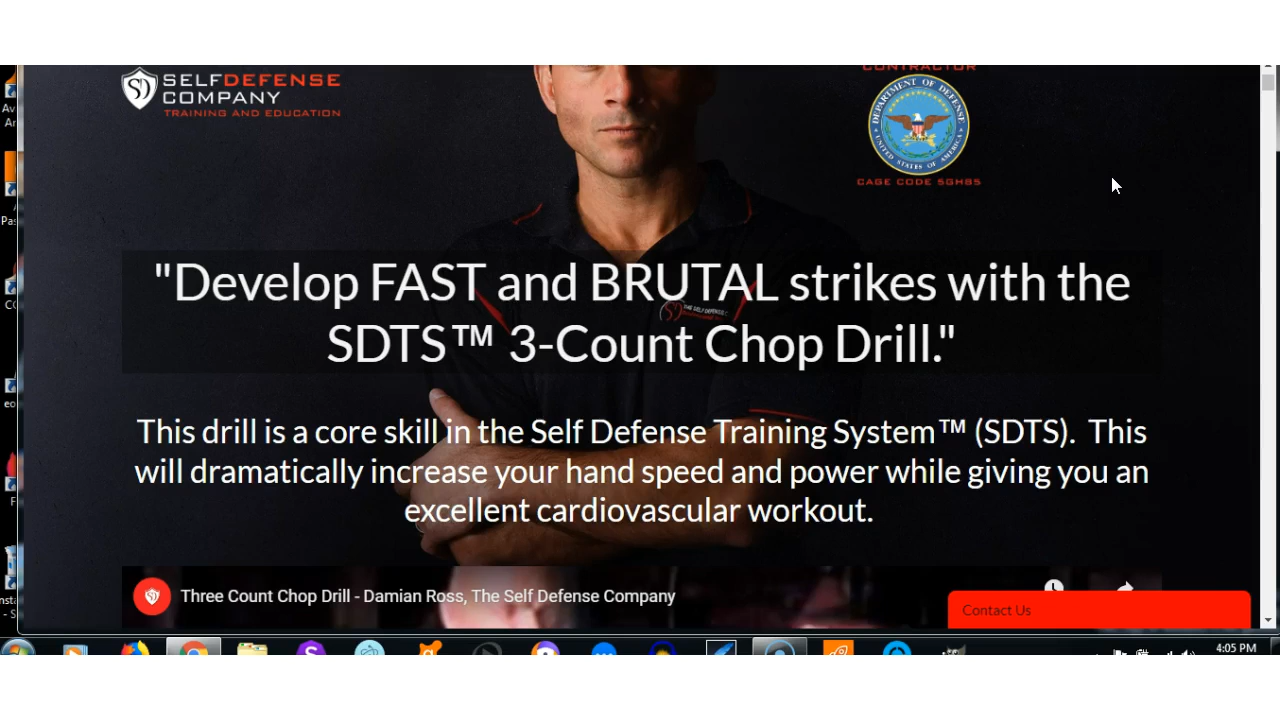 SELFDEFENSE
COMPANY
TRAINING AND EDUCATION
CONTRACTOR
DEPARTMENT OF DEFENSE
UNITED STATES OF AMERICA
CAGE CODE 5GH85
"Develop FAST and BRUTAL strikes with the
SDTS™ 3-Count Chop Drill."
This drill is a core skill in the Self Defense Training System™ (SDTS). This
will dramatically increase your hand speed and power while giving you an
excellent cardiovascular workout.
Three Count Chop Drill - Damian Ross, The Self Defense Company
Contact Us
4:05 PM